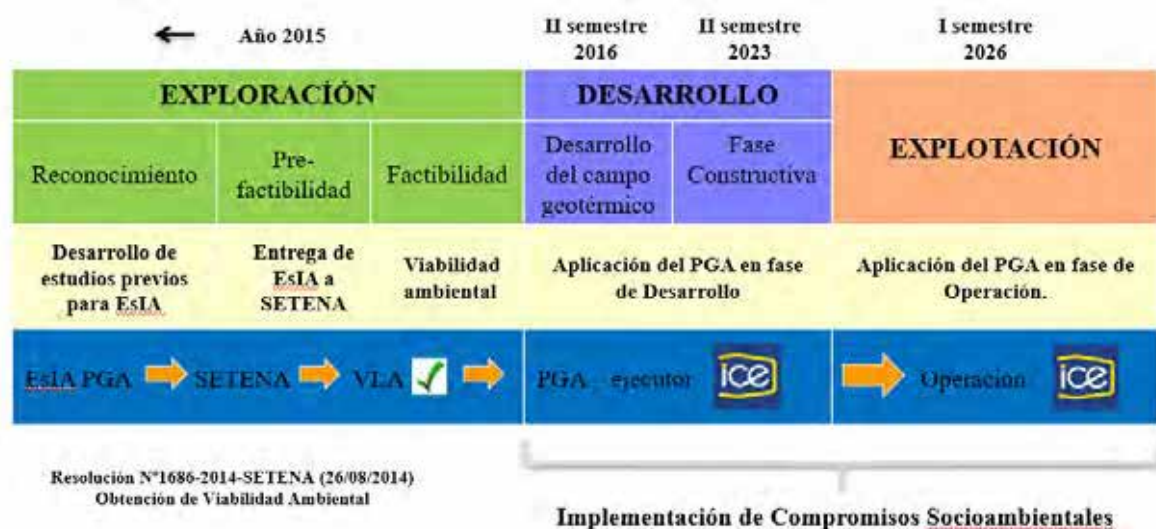 ← Año 2015
II semestre
2016
II semestre
2023
I semestre
2026
EXPLORACÍÓN
DESARROLLO
EXPLOTACIÓN
Reconocimiento
Pre-
factibilidad
Factibilidad
Desarrollo
del campo
geotérmico
Fase
Constructiva
Desarrollo de
estudios previos
para EsIA
Entrega de
EsIA a
SETENA
Viabilidad
ambiental
Aplicación del PGA en fase
de Desarrollo
Aplicación del PGA en fase de
Operación.
EsIA PGA
SETENA
VLA
PGA ejecutor
ice
Operación
ice
Resolución N°1686-2014-SETENA (26/08/2014)
Obtención de Viabilidad Ambiental
Implementación de Compromisos Socioambientales